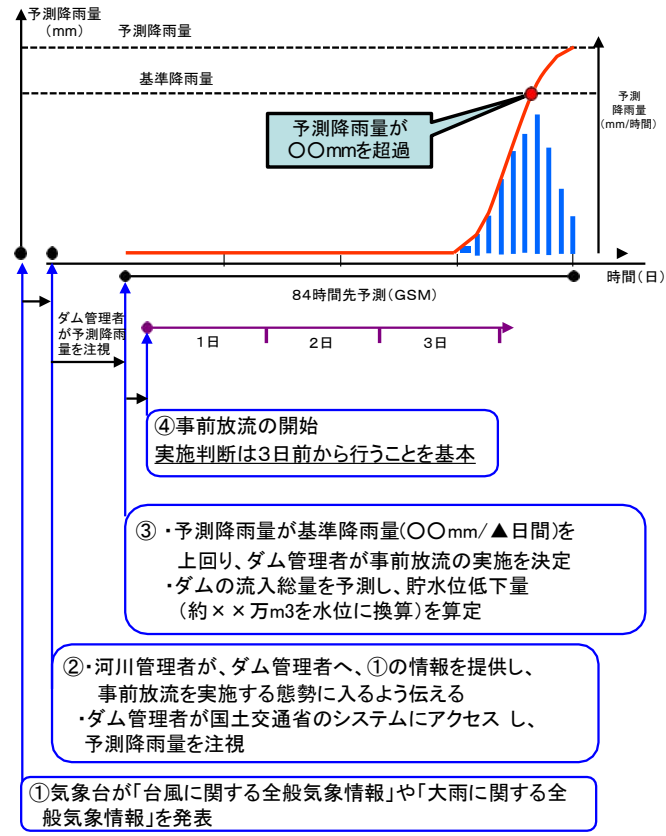 予測降雨量
(mm)
予測降雨量
基準降雨量
予測
降雨量
(mm/時間)
予測降雨量が
〇〇mmを超過
時間(日)
84時間先予測(GSM)
ダム管理者
が予測降雨
量を注視
1日
2日
3日
④事前放流の開始
実施判断は3日前から行うことを基本
③ ・予測降雨量が基準降雨量(〇〇mm/▲日間)を
上回り、ダム管理者が事前放流の実施を決定
・ダムの流入総量を予測し、貯水位低下量
(約××万m3を水位に換算)を算定
②・河川管理者が、ダム管理者へ、①の情報を提供し、
事前放流を実施する態勢に入るよう伝える
・ダム管理者が国土交通省のシステムにアクセス し、
予測降雨量を注視
①気象台が「台風に関する全般気象情報」や「大雨に関する全
般気象情報」を発表